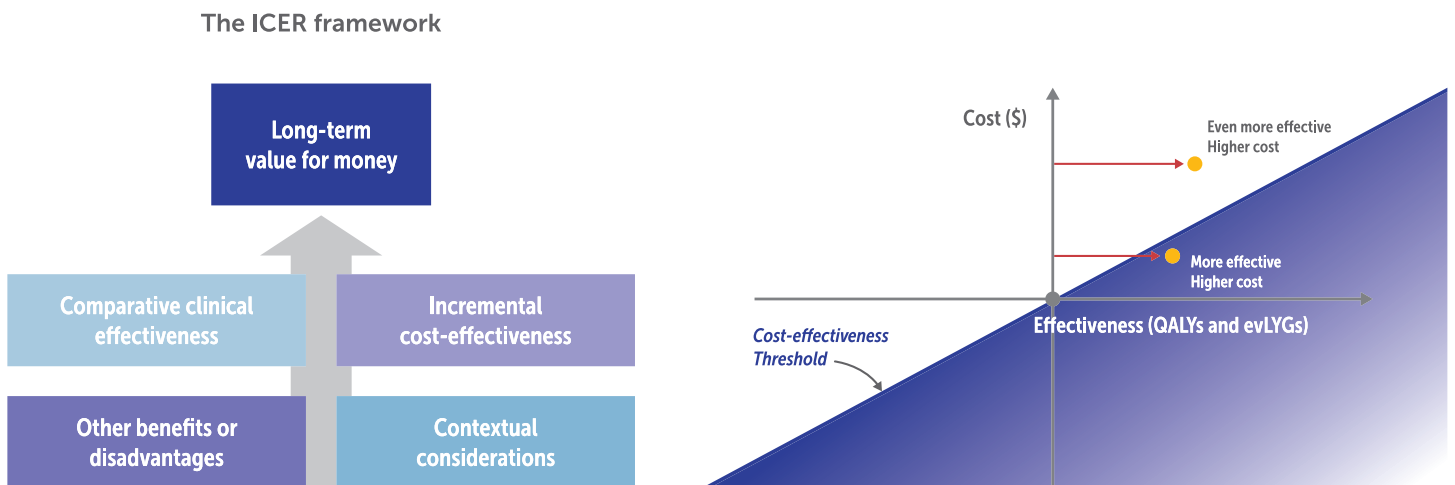 The ICER framework
Long-term
value for money
Comparative clinical
effectiveness
Incremental
cost-effectiveness
Other benefits or
disadvantages
Contextual
considerations
Cost ($)
Even more effective
Higher cost
More effective
Higher cost
Effectiveness (QALYs and evLYGs)
Cost-effectiveness
Threshold